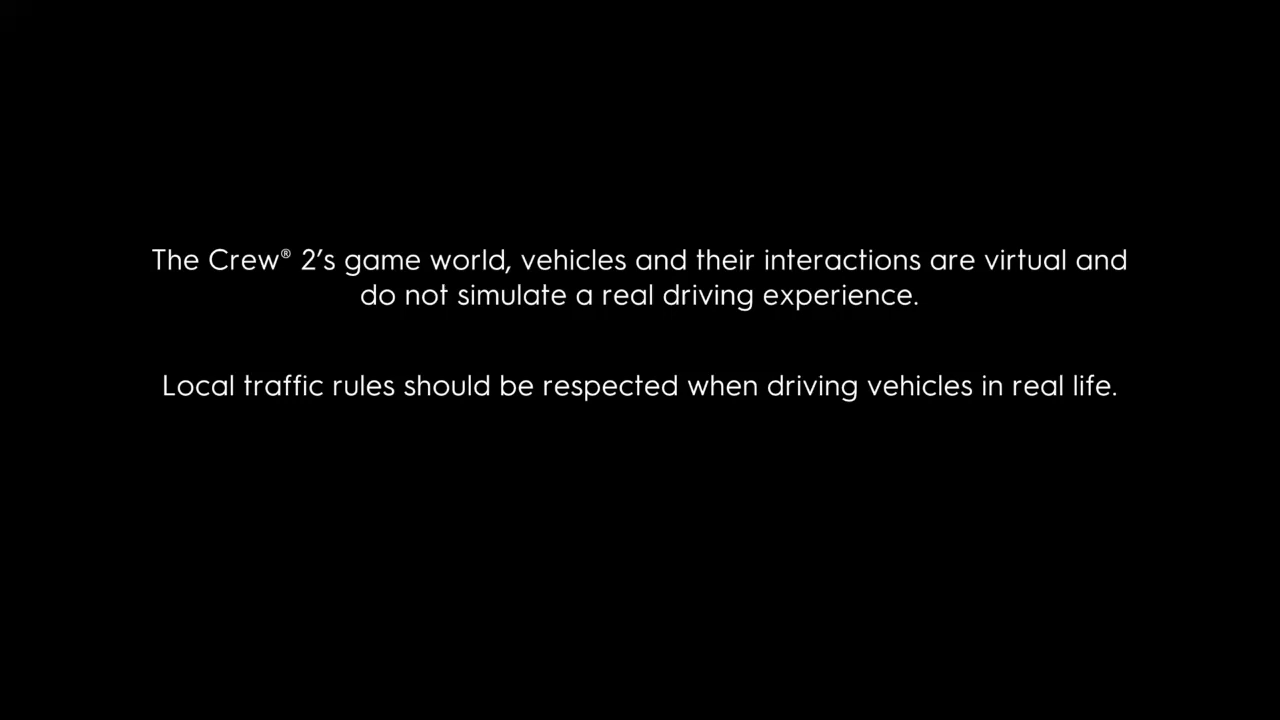 The Crew® 2’s game world, vehicles and their interactions are virtual and
do not simulate a real driving experience.
Local traffic rules should be respected when driving vehicles in real life.